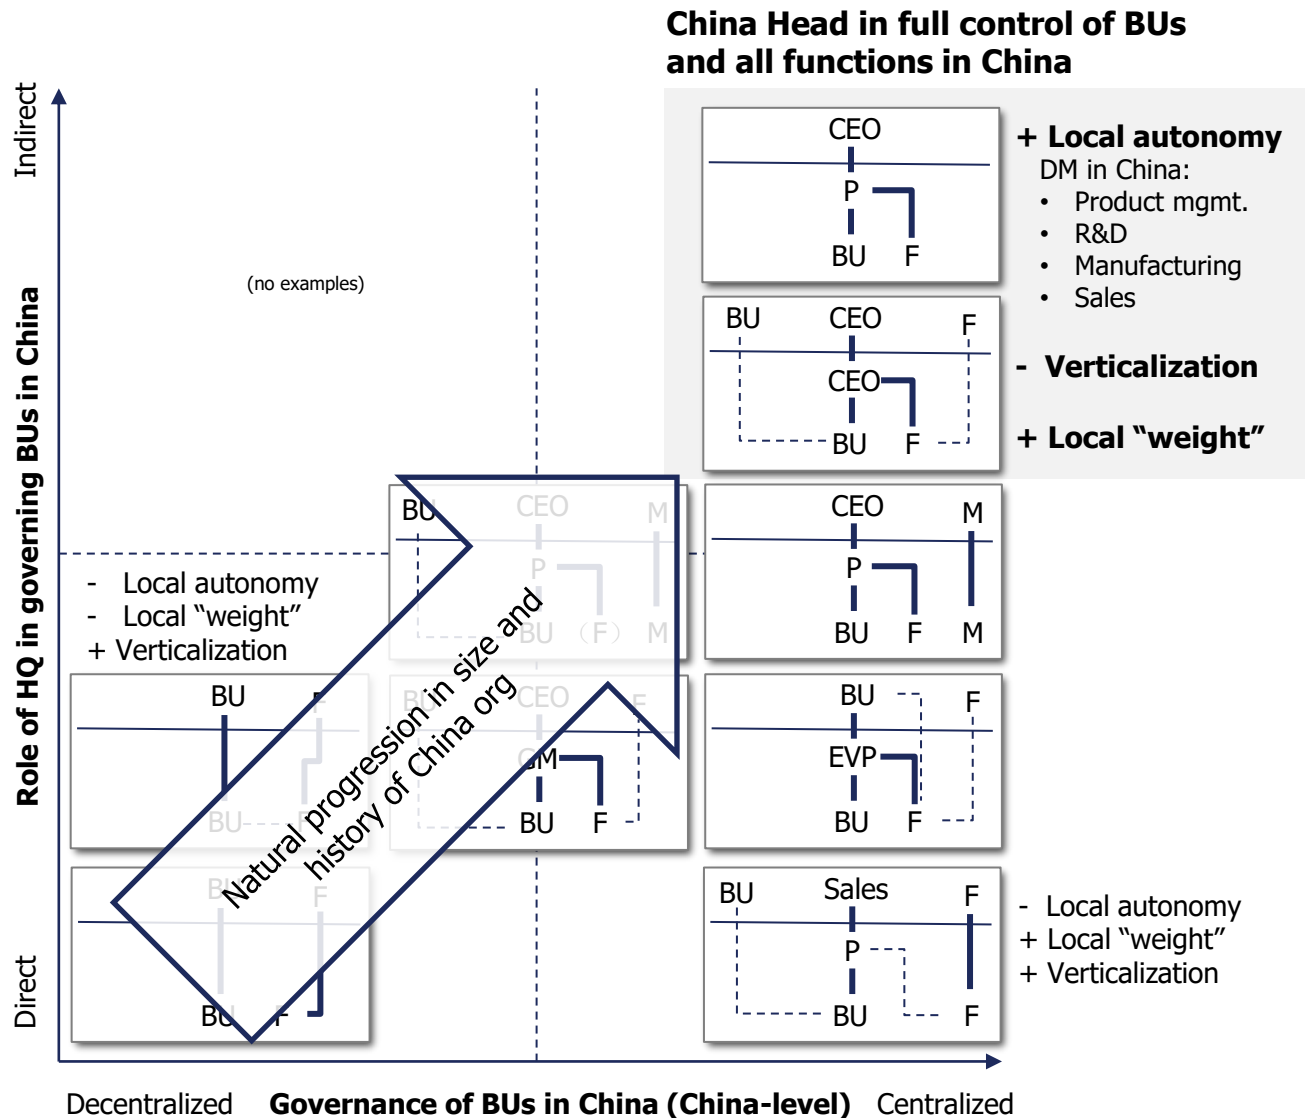 China Head in full control of BUs
and all functions in China
Indirect
Role of HQ in governing BUs in China
Direct
(no examples)
CEO
P
BU F
+ Local autonomy
DM in China:
• Product mgmt.
• R&D
• Manufacturing
• Sales
- Verticalization
+ Local “weight”
BU CEO F
CEO
BU F
BU CEO M
P
BU (F) M
CEO M
P
BU F M
- Local autonomy
- Local “weight”
+ Verticalization
BU F
BU F
CEO F
GM
BU F
BU F
EVP
BU F
Natural progression in size and
history of China org
BU F
BU F
BU Sales F
P
BU F
- Local autonomy
+ Local “weight”
+ Verticalization
Decentralized Governance of BUs in China (China-level) Centralized